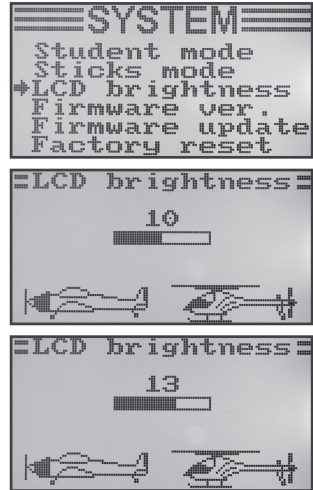 SYSTEM
Student mode
Sticks mode
LCD brightness
Firmware ver.
Firmware update
Factory reset
LCD brightness
10
LCD brightness
13